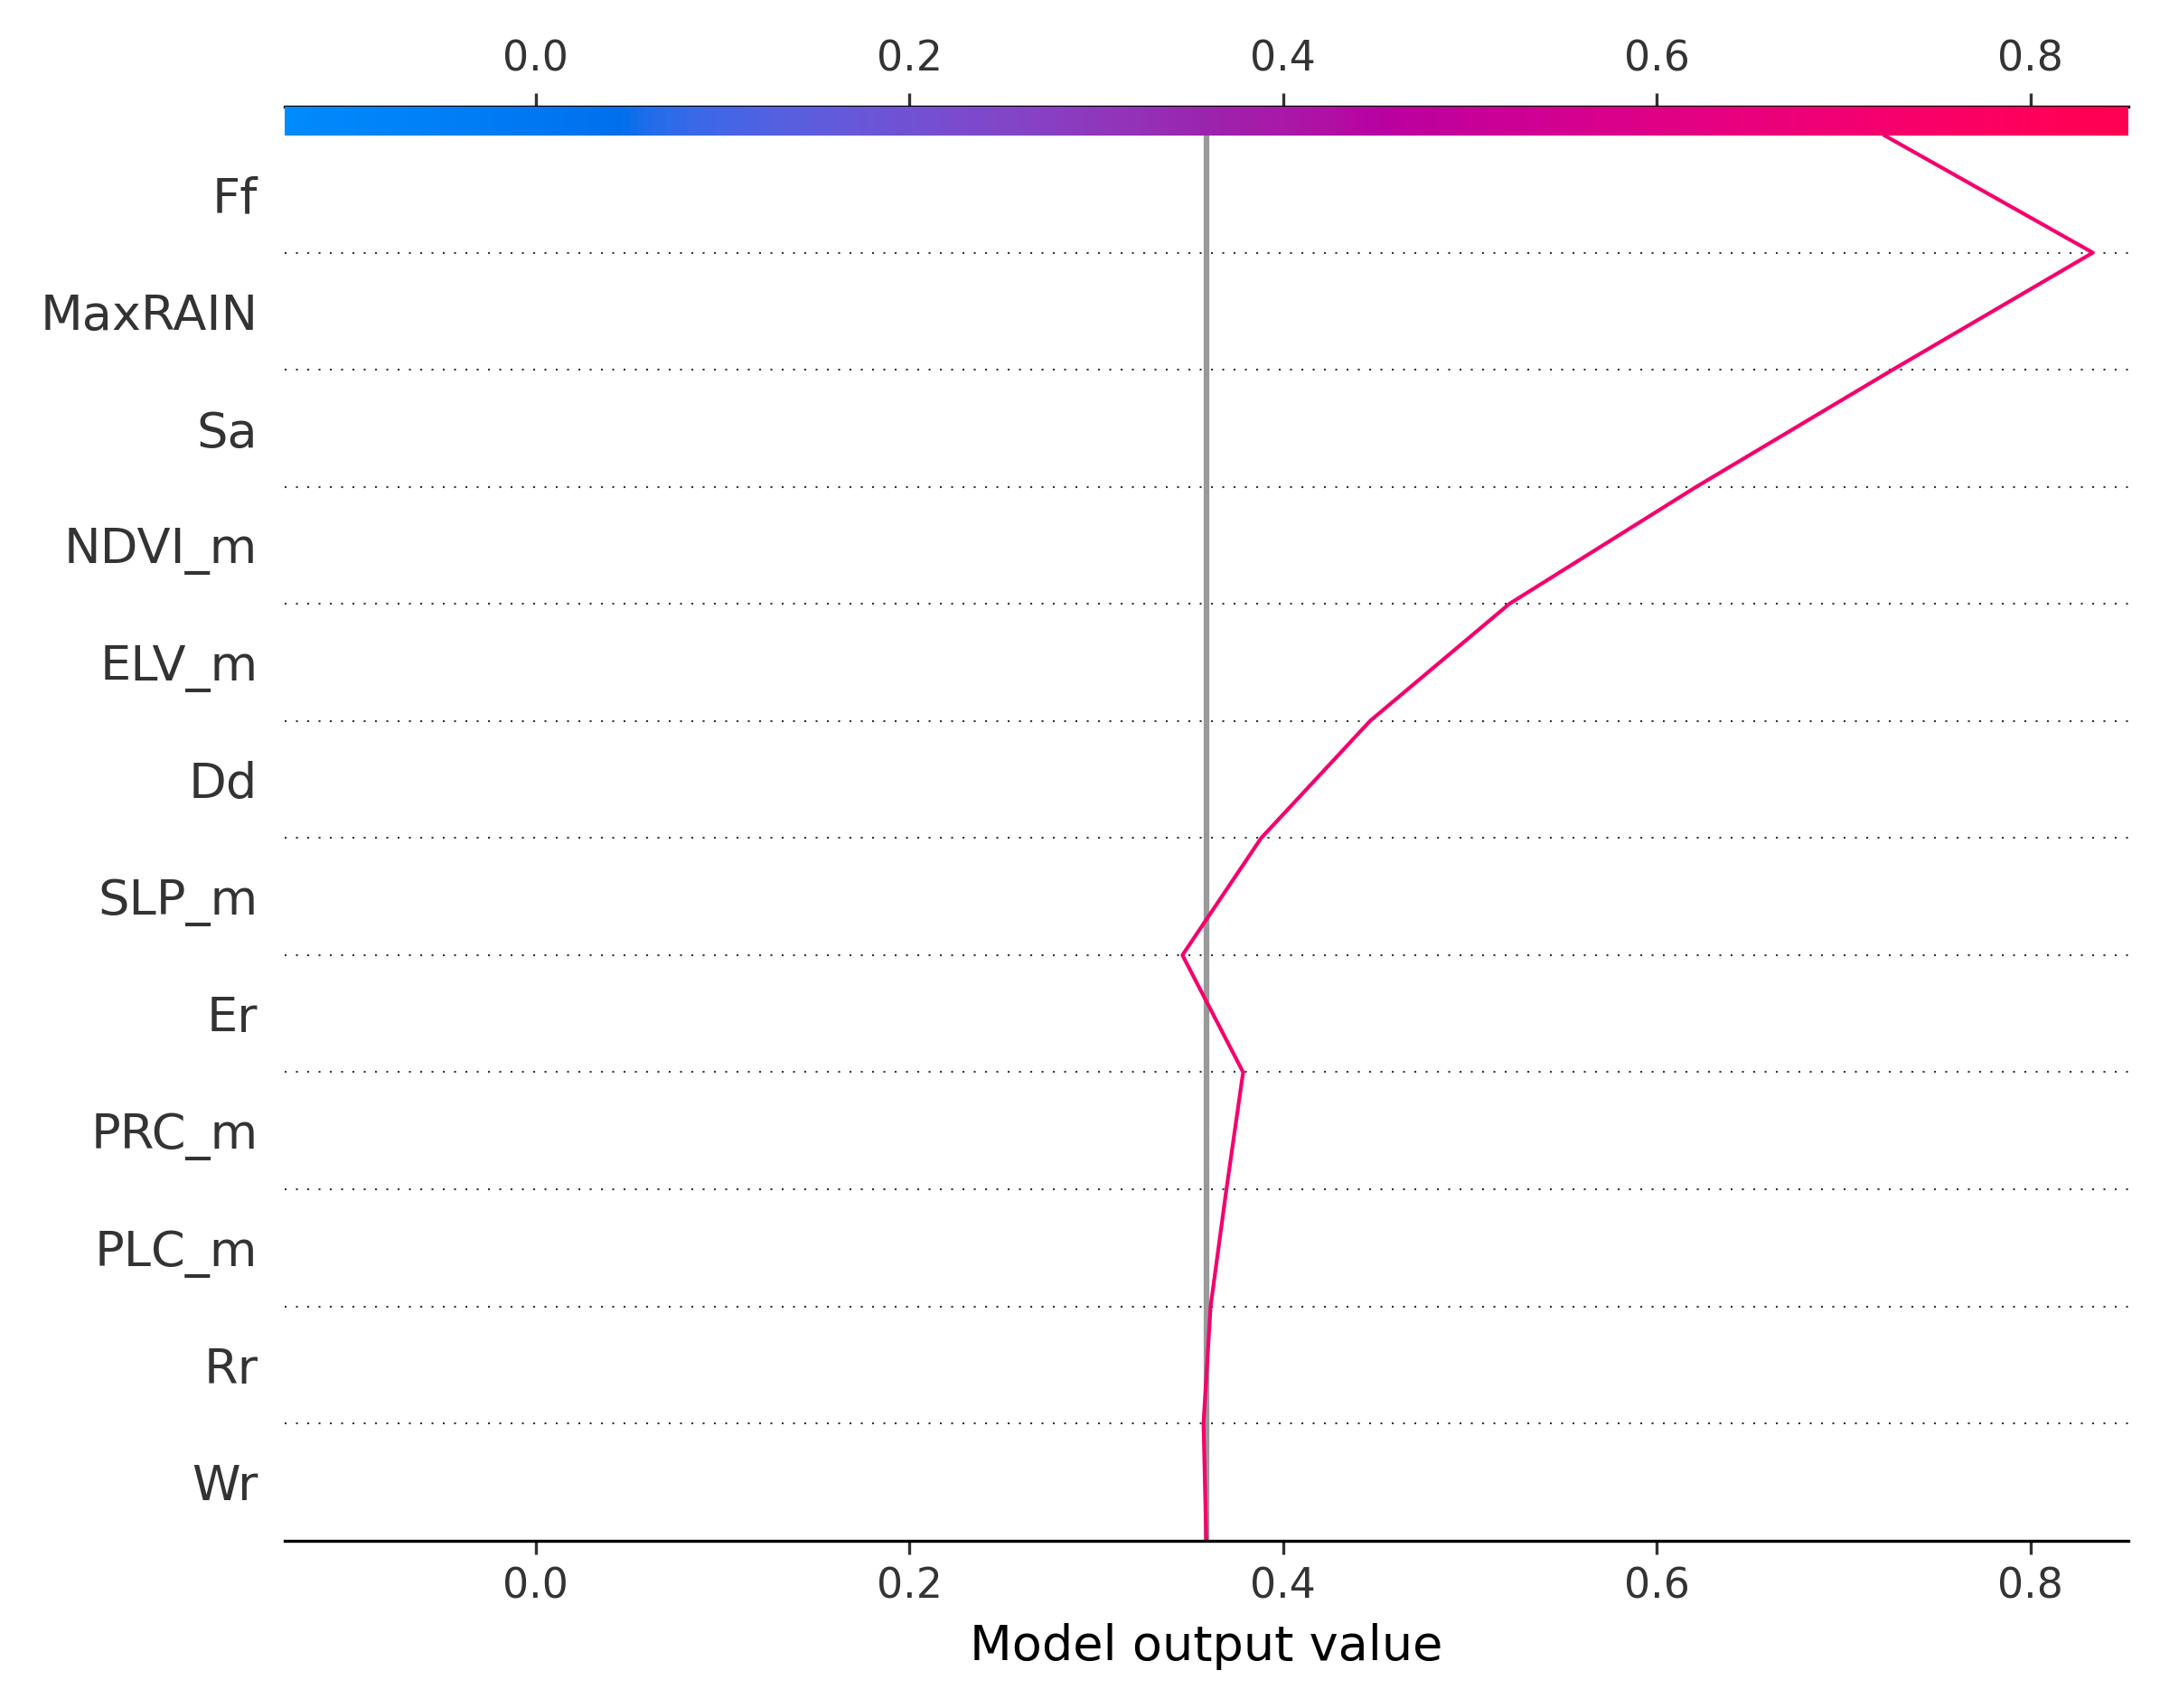 0.0 0.2 0.4 0.6 0.8
Ff
MaxRAIN
Sa
NDVI_m
ELV_m
Dd
SLP_m
Er
PRC_m
PLC_m
Rr
Wr
0.0 0.2 0.4 0.6 0.8
Model output value